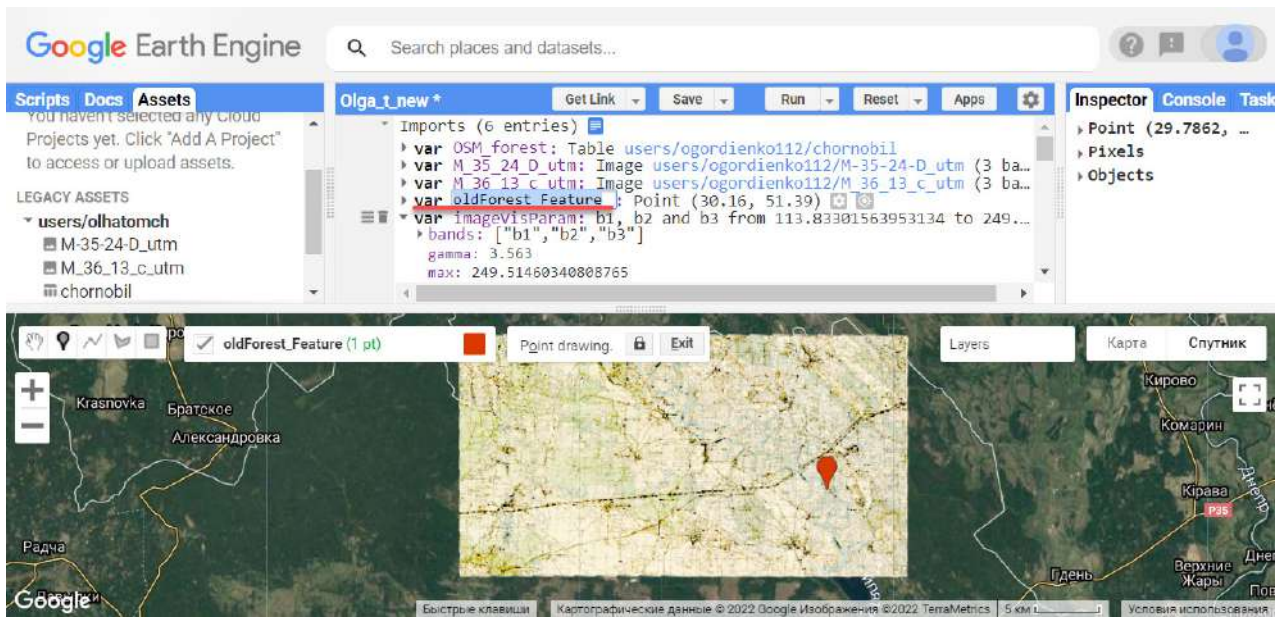 Google Earth Engine
Search places and datasets...
Scripts Docs Assets
You haven't selected any Cloud
Projects yet. Click "Add A Project"
to access or upload assets.
LEGACY ASSETS
users/olhatomch
M-35-24-D_utm
M_36_13_c_utm
chornobil
Olga_t_new *
Get Link
Save
Run
Reset
Apps
Imports (6 entries)
var OSM_forest: Table users/ogordienko112/chornobil
var M_35_24_D_utm: Image users/ogordienko112/M-35-24-D_utm (3 ba...
var M_36_13_c_utm: Image users/ogordienko112/M_36_13_c_utm (3 ba...
var oldForest_Feature : Point (30.16, 51.39)
var imageVisParam: b1, b2 and b3 from 113.83301563953134 to 249....
bands: ["b1","b2","b3"]
gamma: 3.563
max: 249.51460340808765
Inspector Console Task
Point (29.7862, …
Pixels
Objects
oldForest_Feature (1 pt)
Point drawing. Exit
Layers
Карта Спутник
Krasnovka
Братское
Александровка
Радча
Кирово
Комарин
Кірава
P35
Днепр
Гдень
Верхние
Жары
Google
Быстрые клавиши
Картографические данные © 2022 Google Изображения ©2022 TerraMetrics
5 км
Условия использования